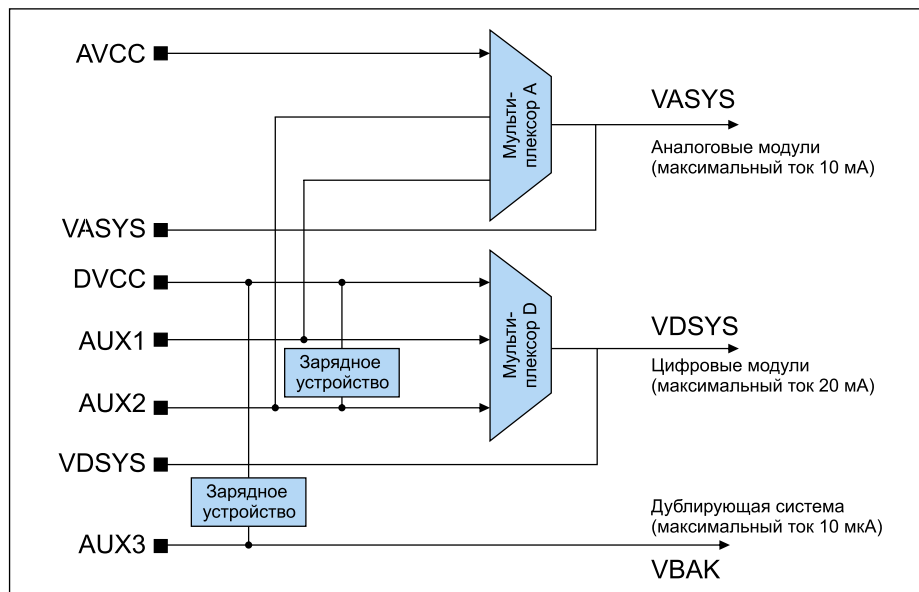 AVCC
Мульти-
плексор A
VASYS
Аналоговые модули
(максимальный ток 10 мА)
VASYS
DVCC
AUX1
Зарядное
устройство
Мульти-
плексор D
VDSYS
Цифровые модули
(максимальный ток 20 мА)
AUX2
VDSYS
Зарядное
устройство
Дублирующая система
(максимальный ток 10 мкА)
AUX3
VBAK